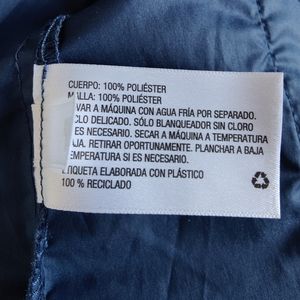 CUERPO: 100% POLIÉSTER
MALLA: 100% POLIÉSTER
VAR A MÁQUINA CON AGUA FRÍA POR SEPARADO.
CLO DELICADO. SÓLO BLANQUEADOR SIN CLORO
ES NECESARIO. SECAR A MÁQUINA A TEMPERATURA
JA. RETIRAR OPORTUNAMENTE. PLANCHAR A BAJA
TEMPERATURA SI ES NECESARIO.
ETIQUETA ELABORADA CON PLÁSTICO
100 % RECICLADO